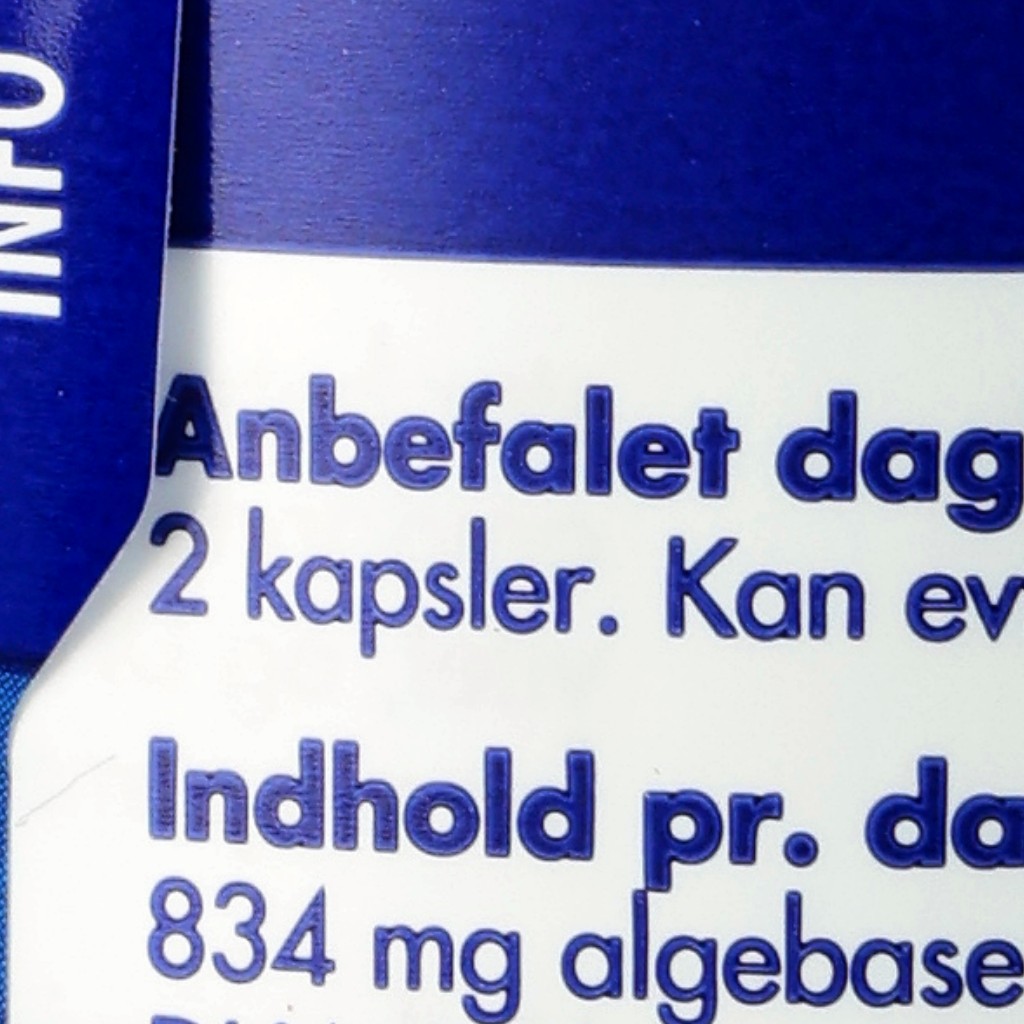 INFO
Anbefalet dag
2 kapsler. Kan ev
Indhold pr. da
834 mg algebase